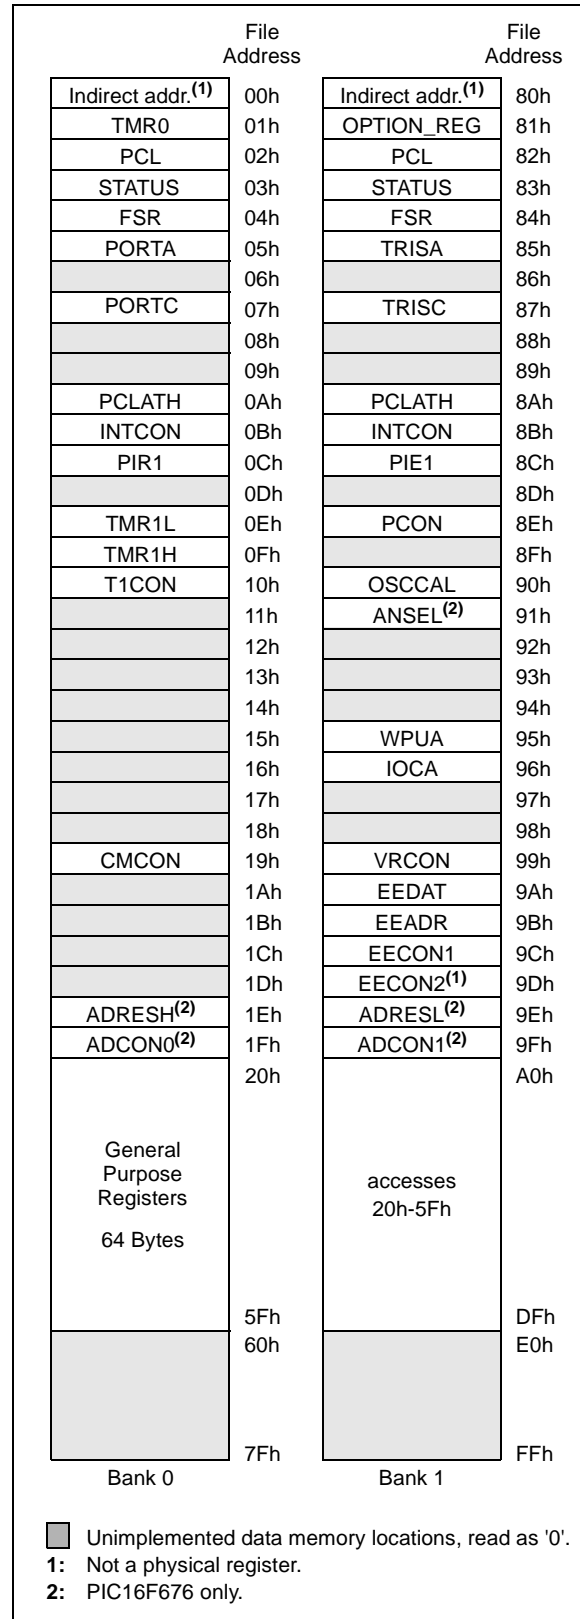 File Address File Address
Indirect addr.(1) 00h Indirect addr.(1) 80h
TMR0 01h OPTION_REG 81h
PCL 02h PCL 82h
STATUS 03h STATUS 83h
FSR 04h FSR 84h
PORTA 05h TRISA 85h
06h 86h
PORTC 07h TRISC 87h
08h 88h
09h 89h
PCLATH 0Ah PCLATH 8Ah
INTCON 0Bh INTCON 8Bh
PIR1 0Ch PIE1 8Ch
0Dh 8Dh
TMR1L 0Eh PCON 8Eh
TMR1H 0Fh 8Fh
T1CON 10h OSCCAL 90h
11h ANSEL(2) 91h
12h 92h
13h 93h
14h 94h
15h WPUA 95h
16h IOCA 96h
17h 97h
18h 98h
CMCON 19h VRCON 99h
1Ah EEDAT 9Ah
1Bh EEADR 9Bh
1Ch EECON1 9Ch
1Dh EECON2(1) 9Dh
ADRESH(2) 1Eh ADRESL(2) 9Eh
ADCON0(2) 1Fh ADCON1(2) 9Fh
20h A0h
General
Purpose
Registers
64 Bytes
accesses
20h-5Fh
5Fh DFh
60h E0h
7Fh FFh
Bank 0 Bank 1
Unimplemented data memory locations, read as '0'.
1: Not a physical register.
2: PIC16F676 only.